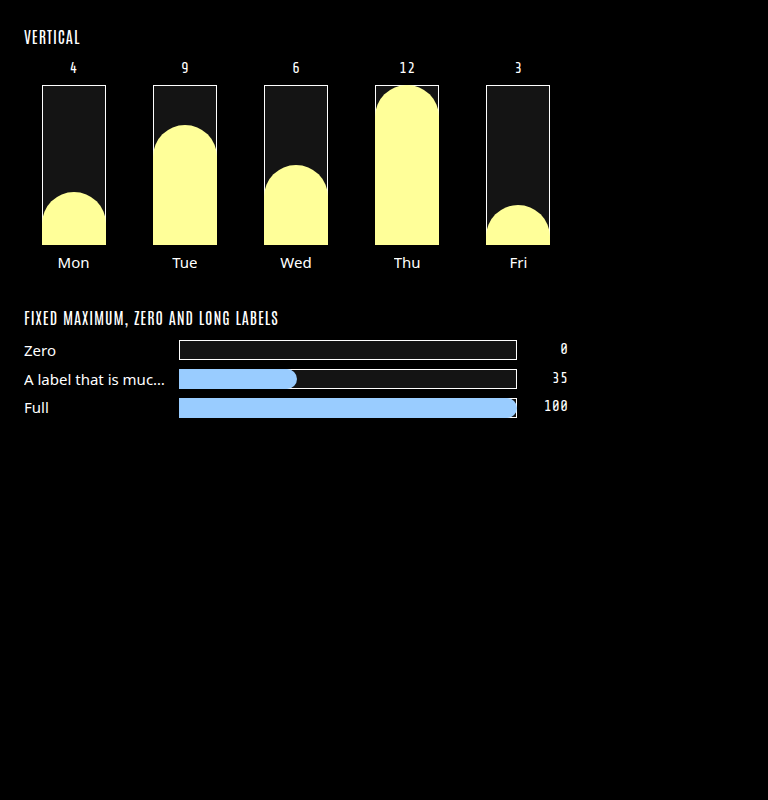 VERTICAL
4 9 6 12 3
Mon Tue Wed Thu Fri
FIXED MAXIMUM, ZERO AND LONG LABELS
Zero 0
A label that is muc... 35
Full 100